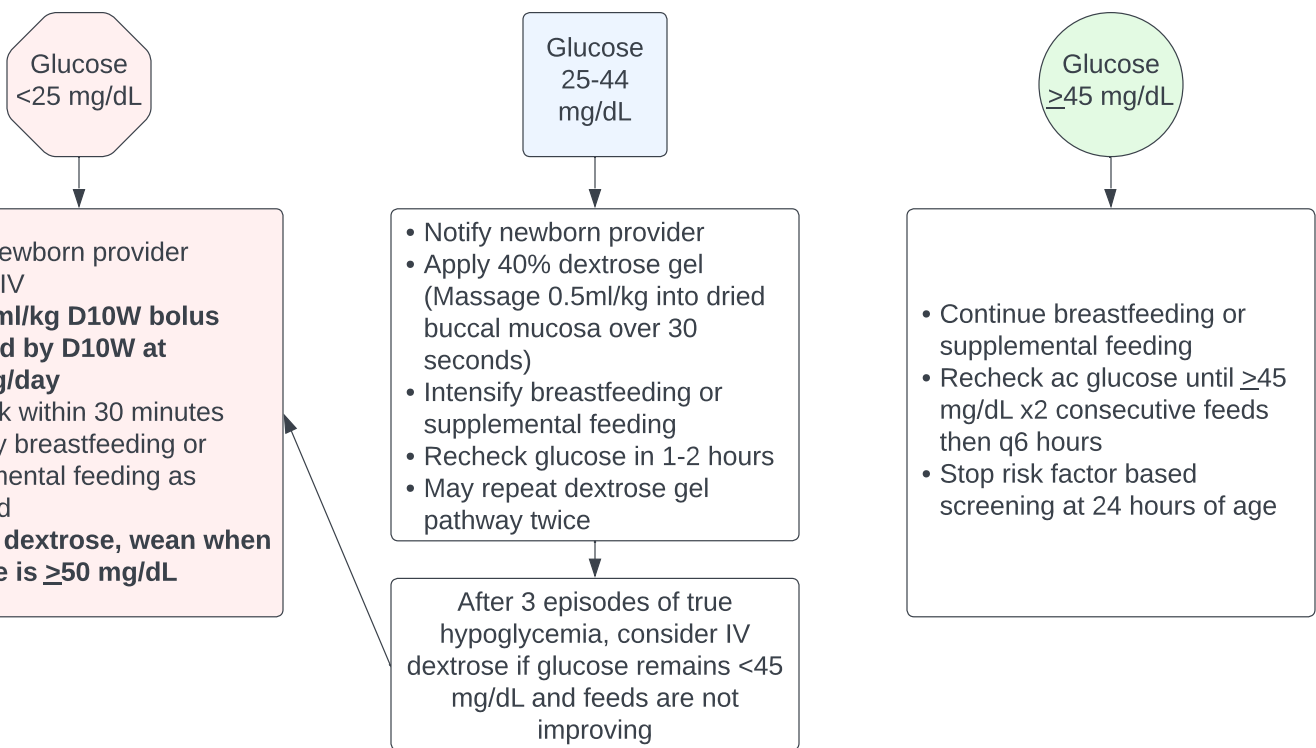 Glucose
<25 mg/dL
Glucose
25-44
mg/dL
Glucose
>45 mg/dL
provider
IV
D10W bolus
by D10W at
within 30 minutes
breastfeeding or
feeding as
dextrose, wean when
is >50 mg/dL
• Notify newborn provider
• Apply 40% dextrose gel
(Massage 0.5ml/kg into dried
buccal mucosa over 30
seconds)
• Intensify breastfeeding or
supplemental feeding
• Recheck glucose in 1-2 hours
• May repeat dextrose gel
pathway twice
After 3 episodes of true
hypoglycemia, consider IV
dextrose if glucose remains <45
mg/dL and feeds are not
improving
• Continue breastfeeding or
supplemental feeding
• Recheck ac glucose until >45
mg/dL x2 consecutive feeds
then q6 hours
• Stop risk factor based
screening at 24 hours of age